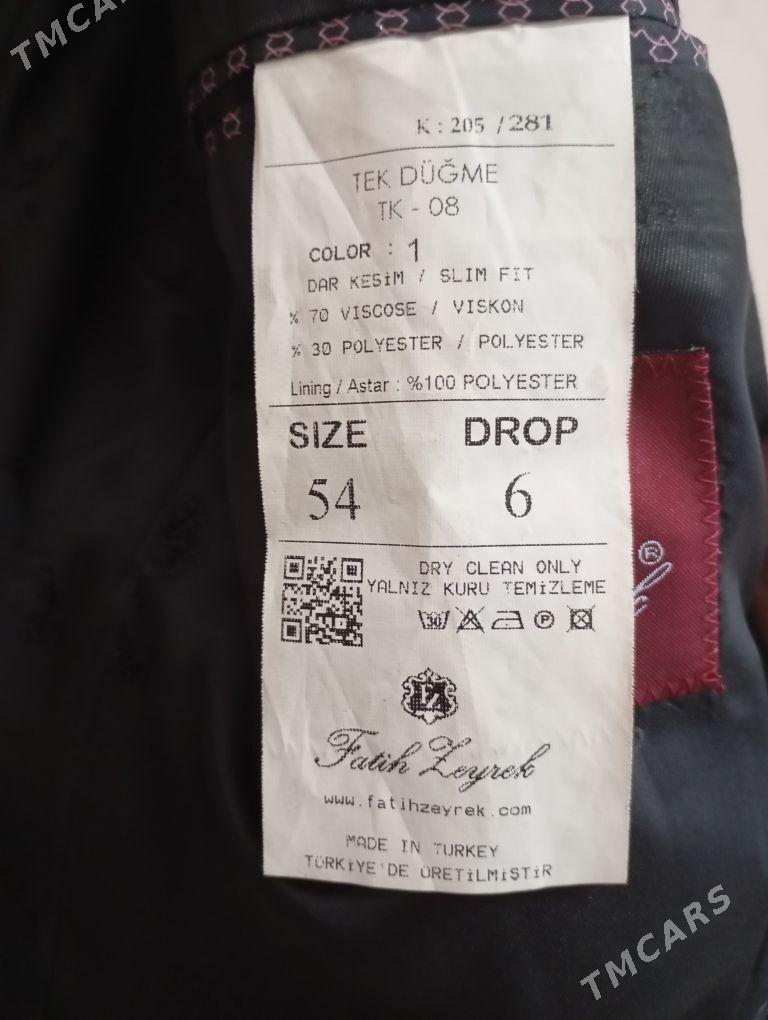 TMCARS
K : 205 / 281
TEK DÜĞME
TK - 08
COLOR : 1
DAR KESİM / SLIM FIT
% 70 VISCOSE / VISKON
% 30 POLYESTER / POLYESTER
Lining / Astar : %100 POLYESTER
SIZE DROP
54 6
DRY CLEAN ONLY
YALNIZ KURU TEMİZLEME
30 P
®
FZ
Fatih Zeyrek
www.fatihzeyrek.com
MADE IN TURKEY
TÜRKİYE'DE ÜRETİLMİŞTİR
TMCARS